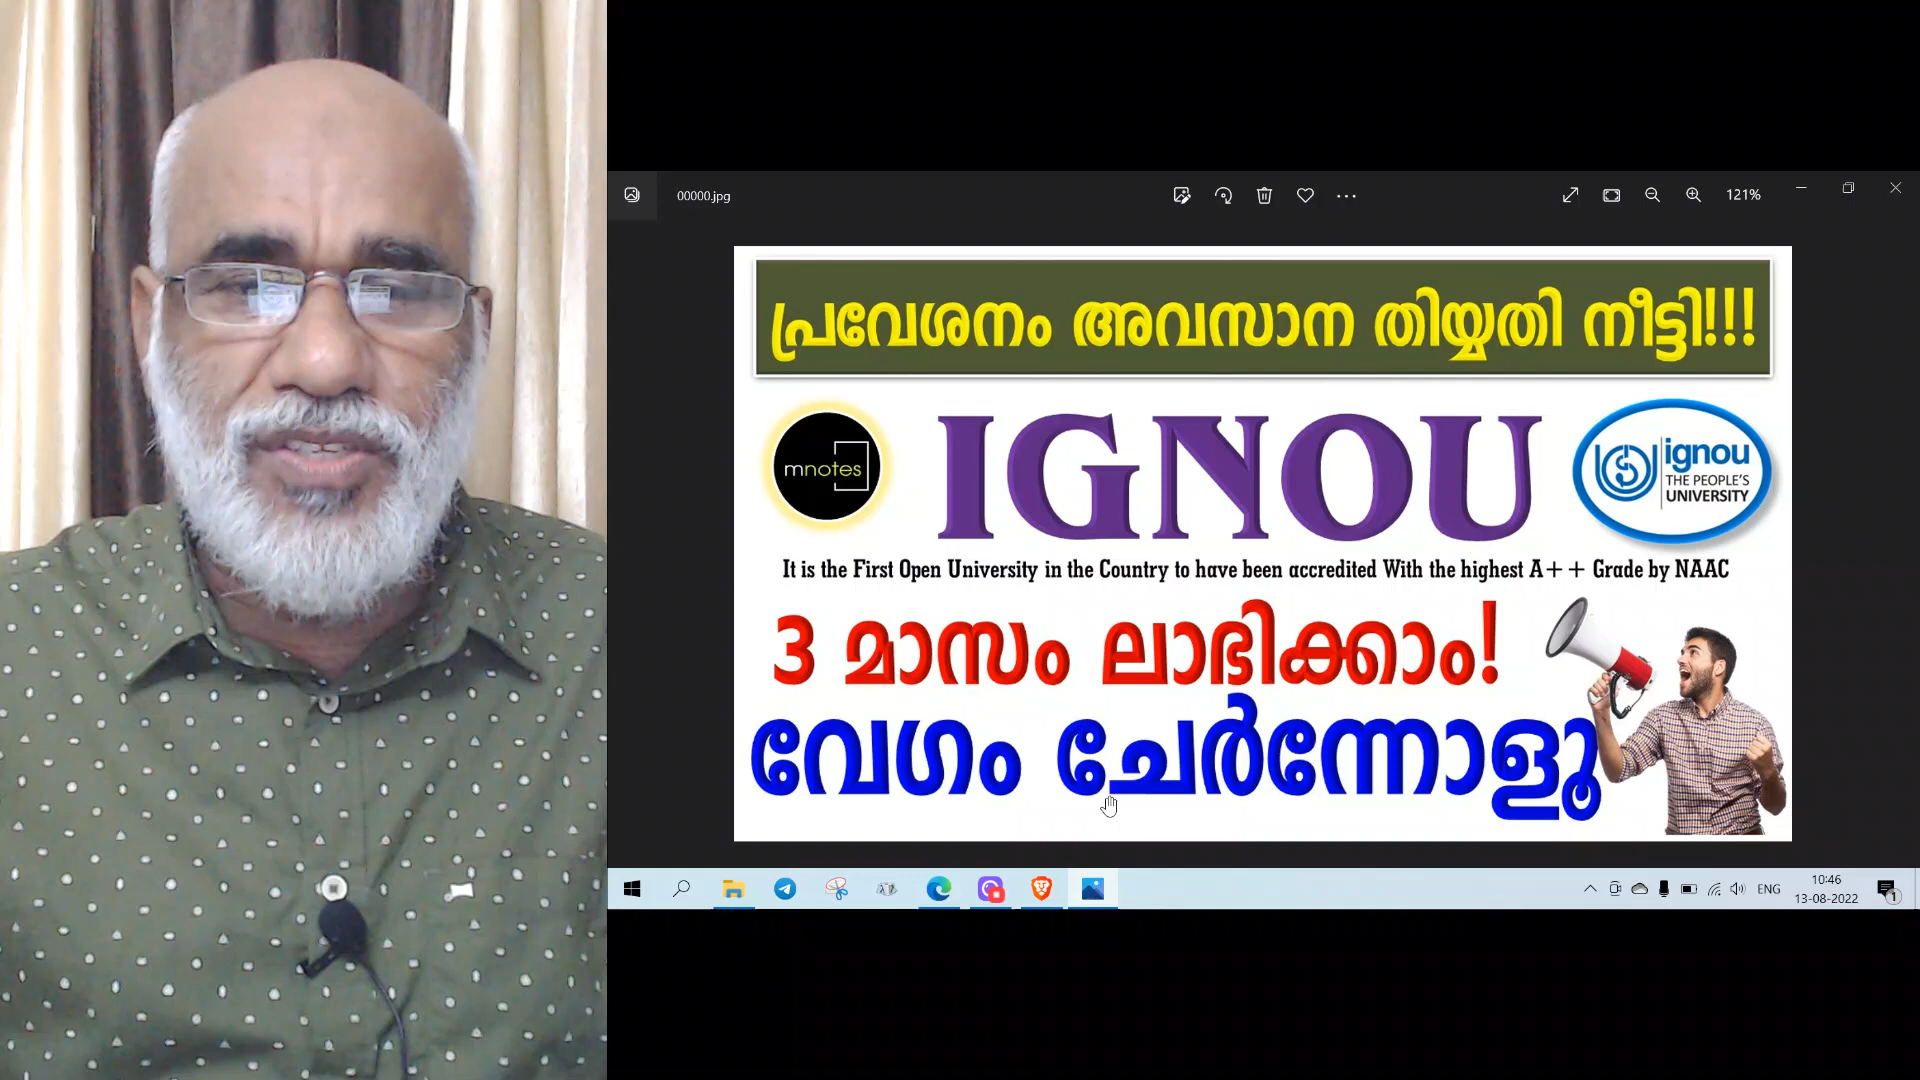 00000.jpg
121%
പ്രവേശനം അവസാന തിയ്യതി നീട്ടി!!!
mnotes
IGNOU
ignou
THE PEOPLE'S
UNIVERSITY
It is the First Open University in the Country to have been accredited With the highest A++ Grade by NAAC
3 മാസം ലാഭിക്കാം!
വേഗം ചേർന്നോളൂ
ENG
10:46
13-08-2022
1